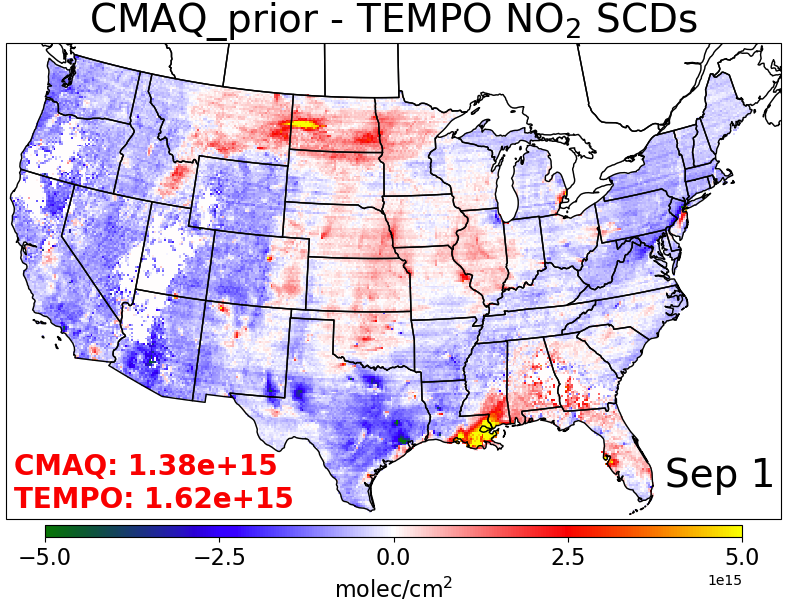 CMAQ_prior - TEMPO NO₂ SCDs
CMAQ: 1.38e+15
TEMPO: 1.62e+15
Sep 1
−5.0 −2.5 0.0 2.5 5.0
1e15
molec/cm²